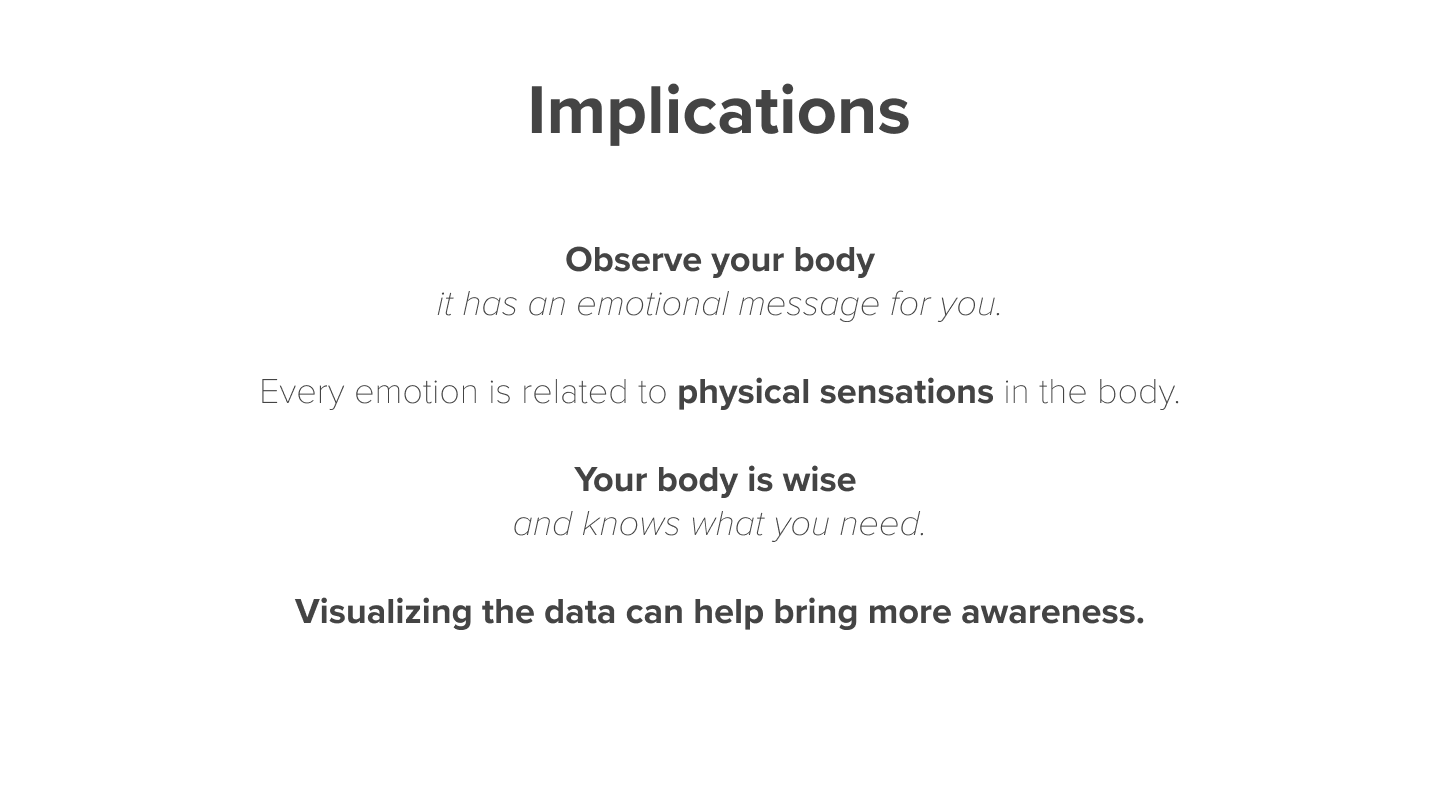 Implications
Observe your body
it has an emotional message for you.
Every emotion is related to physical sensations in the body.
Your body is wise
and knows what you need.
Visualizing the data can help bring more awareness.